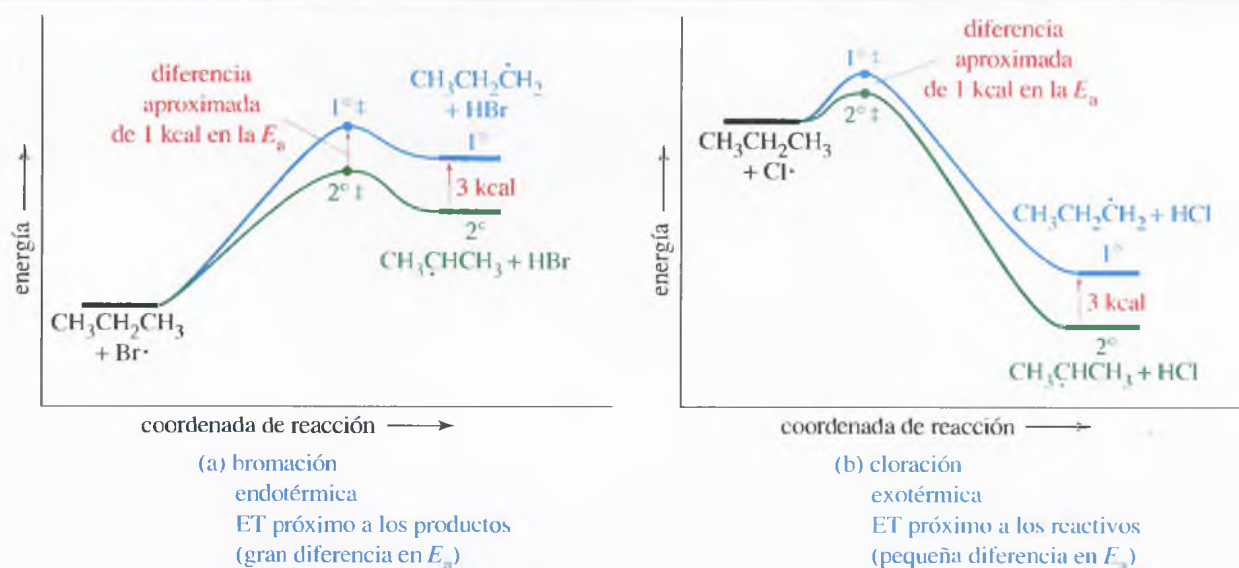 diferencia
aproximada
de 1 kcal en la Eₐ
CH₃CH₂ĊH₂
+ HBr
1° ‡
1°
2° ‡
3 kcal
2°
CH₃ĊHCH₃ + HBr
energía
CH₃CH₂CH₃
+ Br·
coordenada de reacción
(a) bromación
endotérmica
ET próximo a los productos
(gran diferencia en Eₐ)
diferencia
aproximada
de 1 kcal en la Eₐ
1° ‡
2° ‡
CH₃CH₂CH₃
+ Cl·
energía
CH₃CH₂ĊH₂ + HCl
1°
3 kcal
2°
CH₃ĊHCH₃ + HCl
coordenada de reacción
(b) cloración
exotérmica
ET próximo a los reactivos
(pequeña diferencia en Eₐ)